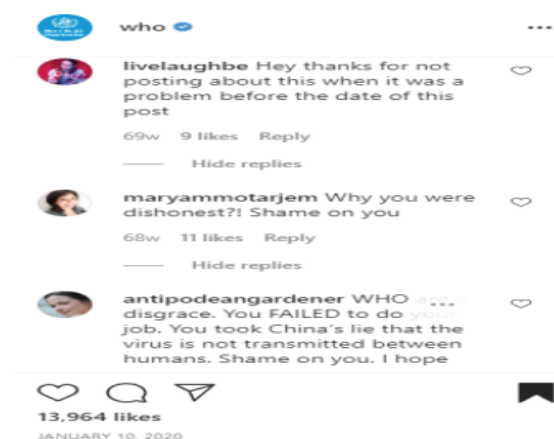 who
livelaughbe Hey thanks for not
posting about this when it was a
problem before the date of this
post
69w 9 likes Reply
Hide replies
maryammotarjem Why you were
dishonest?! Shame on you
68w 11 likes Reply
Hide replies
antipodeangardener WHO are a
disgrace. You FAILED to do your
job. You took China's lie that the
virus is not transmitted between
humans. Shame on you. I hope
13,964 likes
JANUARY 10, 2020